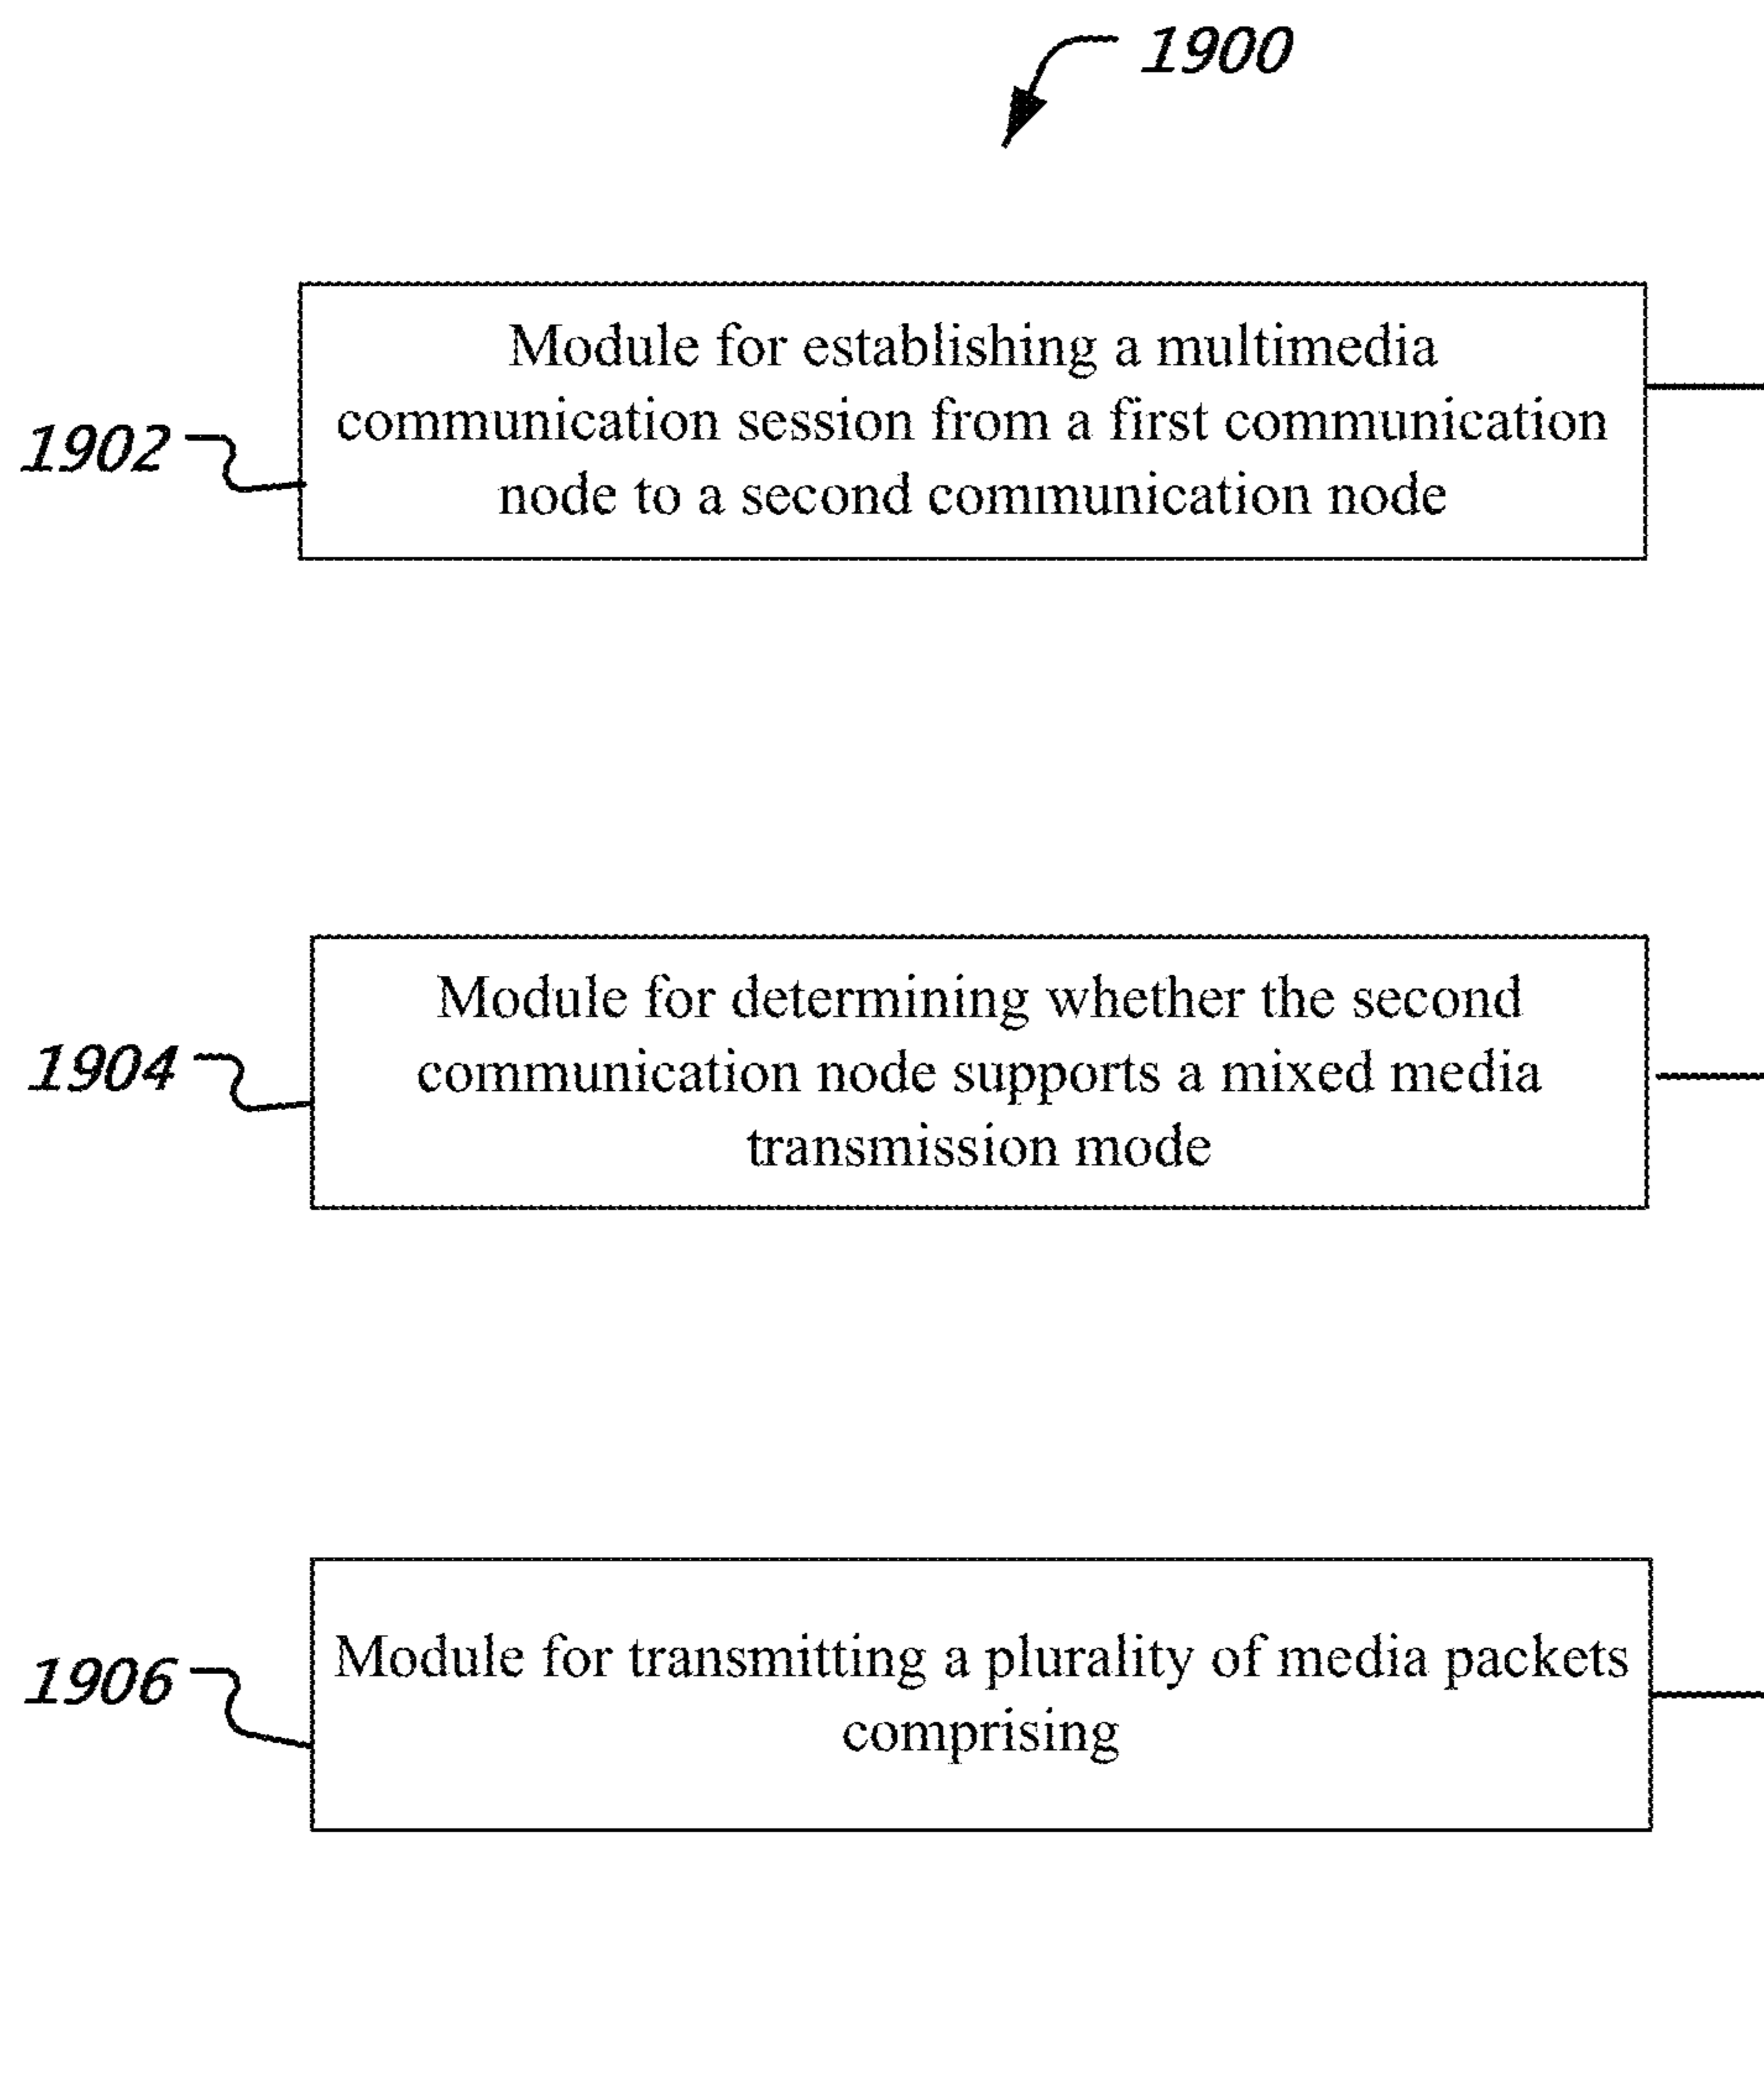 1900
Module for establishing a multimedia
communication session from a first communication
node to a second communication node
1902
Module for determining whether the second
communication node supports a mixed media
transmission mode
1904
Module for transmitting a plurality of media packets
comprising
1906